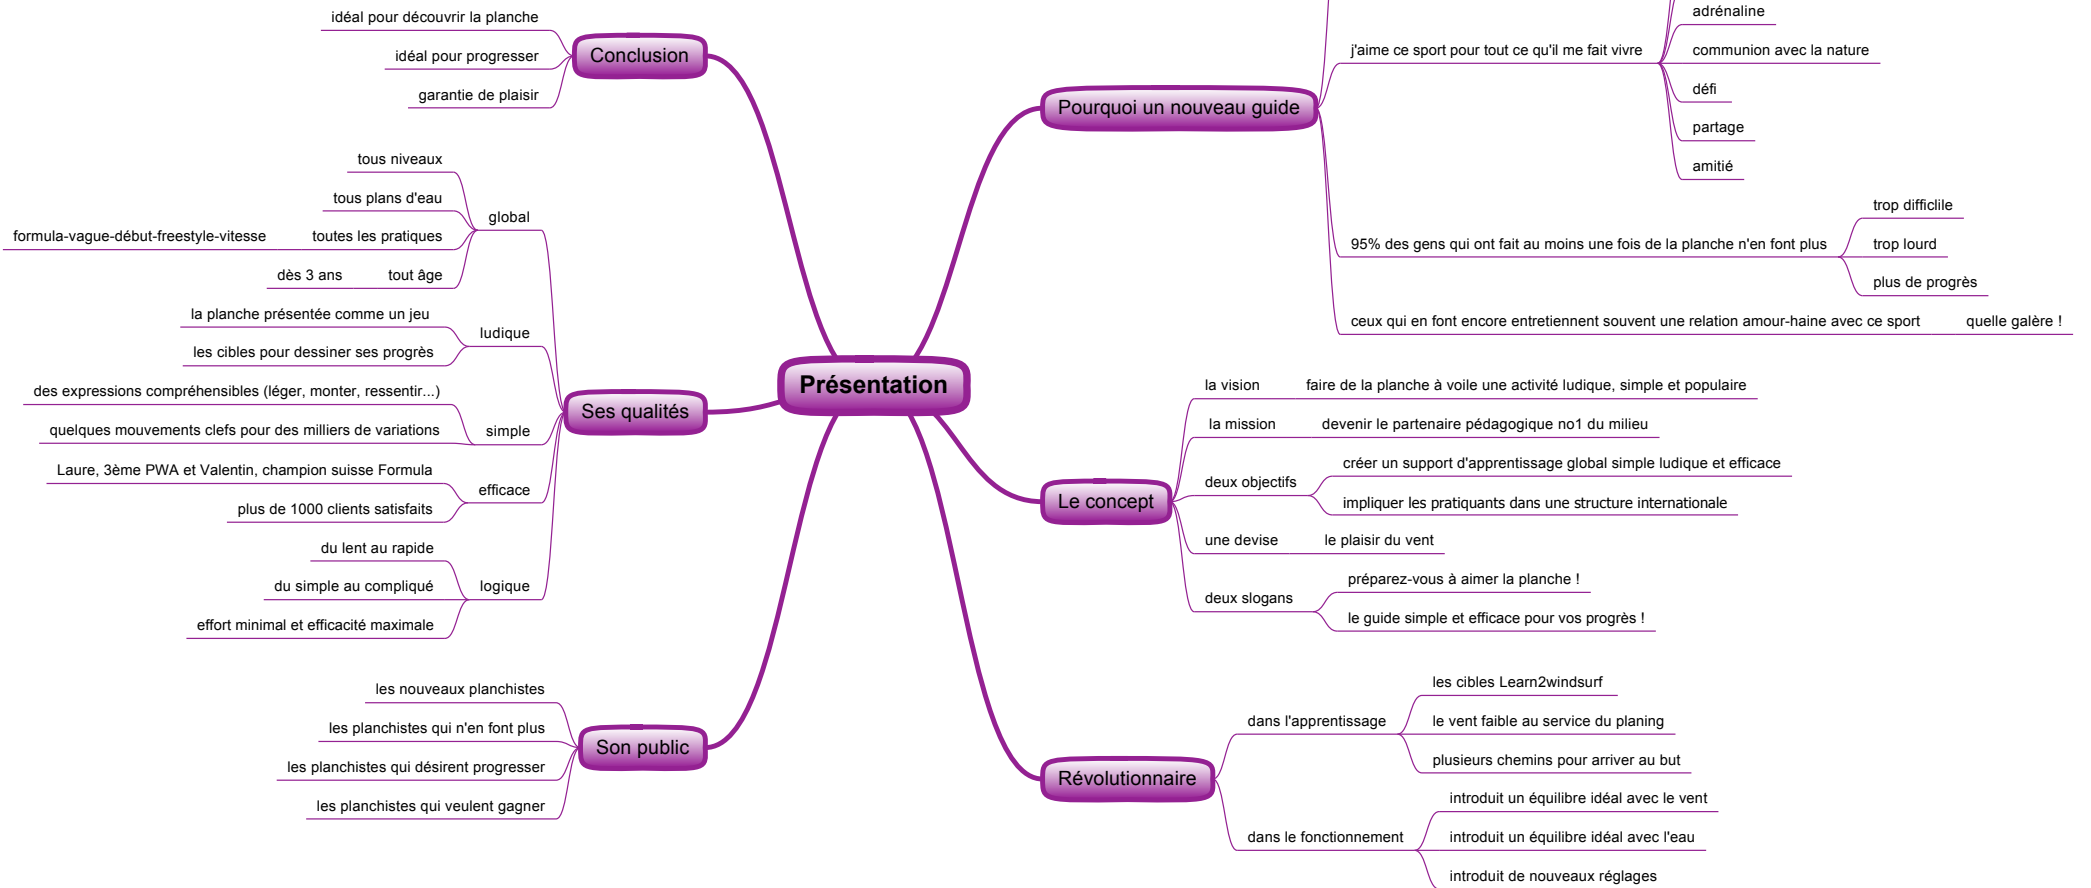 Présentation
Pourquoi un nouveau guide
j'aime ce sport pour tout ce qu'il me fait vivre
adrénaline
communion avec la nature
défi
partage
amitié
95% des gens qui ont fait au moins une fois de la planche n'en font plus
trop difficlile
trop lourd
plus de progrès
ceux qui en font encore entretiennent souvent une relation amour-haine avec ce sport
quelle galère !
Le concept
la vision
faire de la planche à voile une activité ludique, simple et populaire
la mission
devenir le partenaire pédagogique no1 du milieu
deux objectifs
créer un support d'apprentissage global simple ludique et efficace
impliquer les pratiquants dans une structure internationale
une devise
le plaisir du vent
deux slogans
préparez-vous à aimer la planche !
le guide simple et efficace pour vos progrès !
Révolutionnaire
dans l'apprentissage
les cibles Learn2windsurf
le vent faible au service du planing
plusieurs chemins pour arriver au but
dans le fonctionnement
introduit un équilibre idéal avec le vent
introduit un équilibre idéal avec l'eau
introduit de nouveaux réglages
Son public
les nouveaux planchistes
les planchistes qui n'en font plus
les planchistes qui désirent progresser
les planchistes qui veulent gagner
Ses qualités
global
tous niveaux
tous plans d'eau
toutes les pratiques
formula-vague-début-freestyle-vitesse
tout âge
dès 3 ans
ludique
la planche présentée comme un jeu
les cibles pour dessiner ses progrès
simple
des expressions compréhensibles (léger, monter, ressentir...)
quelques mouvements clefs pour des milliers de variations
efficace
Laure, 3ème PWA et Valentin, champion suisse Formula
plus de 1000 clients satisfaits
logique
du lent au rapide
du simple au compliqué
effort minimal et efficacité maximale
Conclusion
idéal pour découvrir la planche
idéal pour progresser
garantie de plaisir